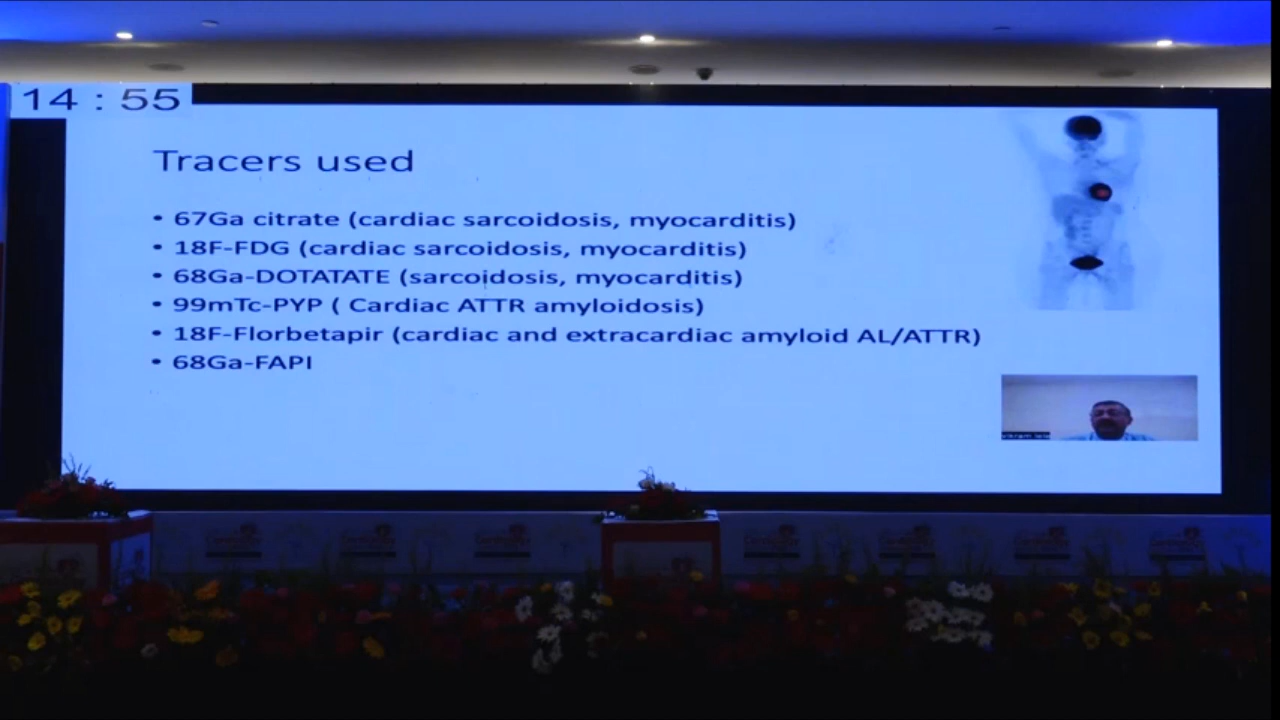 14 : 55
Tracers used
• 67Ga citrate (cardiac sarcoidosis, myocarditis)
• 18F-FDG (cardiac sarcoidosis, myocarditis)
• 68Ga-DOTATATE (sarcoidosis, myocarditis)
• 99mTc-PYP ( Cardiac ATTR amyloidosis)
• 18F-Florbetapir (cardiac and extracardiac amyloid AL/ATTR)
• 68Ga-FAPI